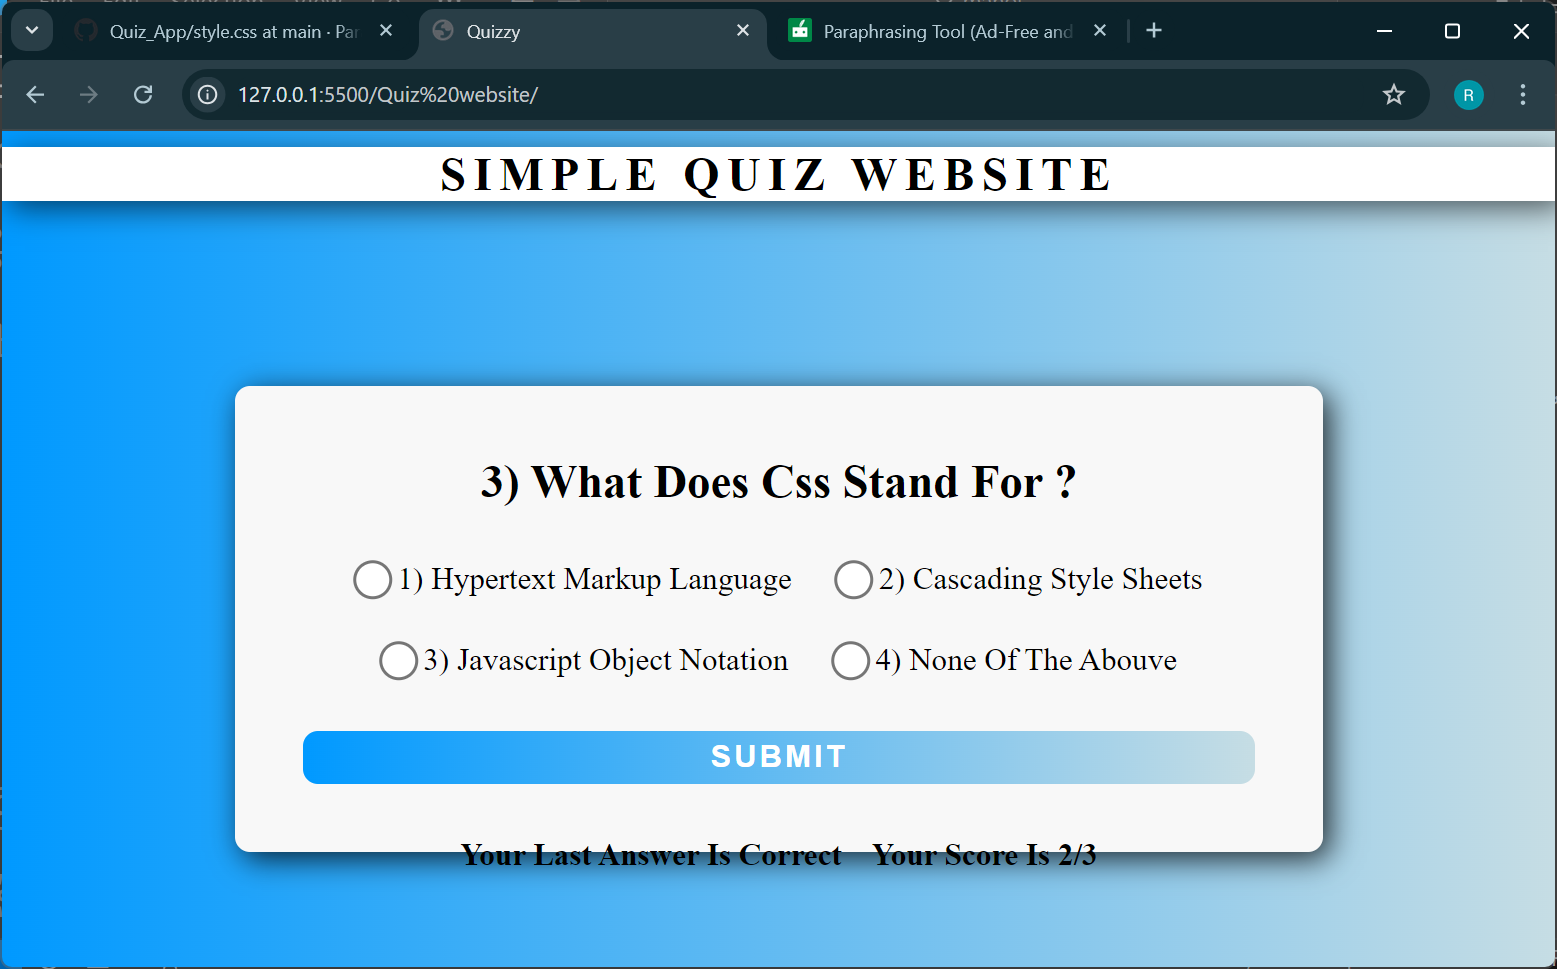 Quiz_App/style.css at main · Par
Quizzy
Paraphrasing Tool (Ad-Free and
127.0.0.1:5500/Quiz%20website/
R
SIMPLE QUIZ WEBSITE
3) What Does Css Stand For ?
1) Hypertext Markup Language 2) Cascading Style Sheets
3) Javascript Object Notation 4) None Of The Abouve
SUBMIT
Your Last Answer Is Correct Your Score Is 2/3